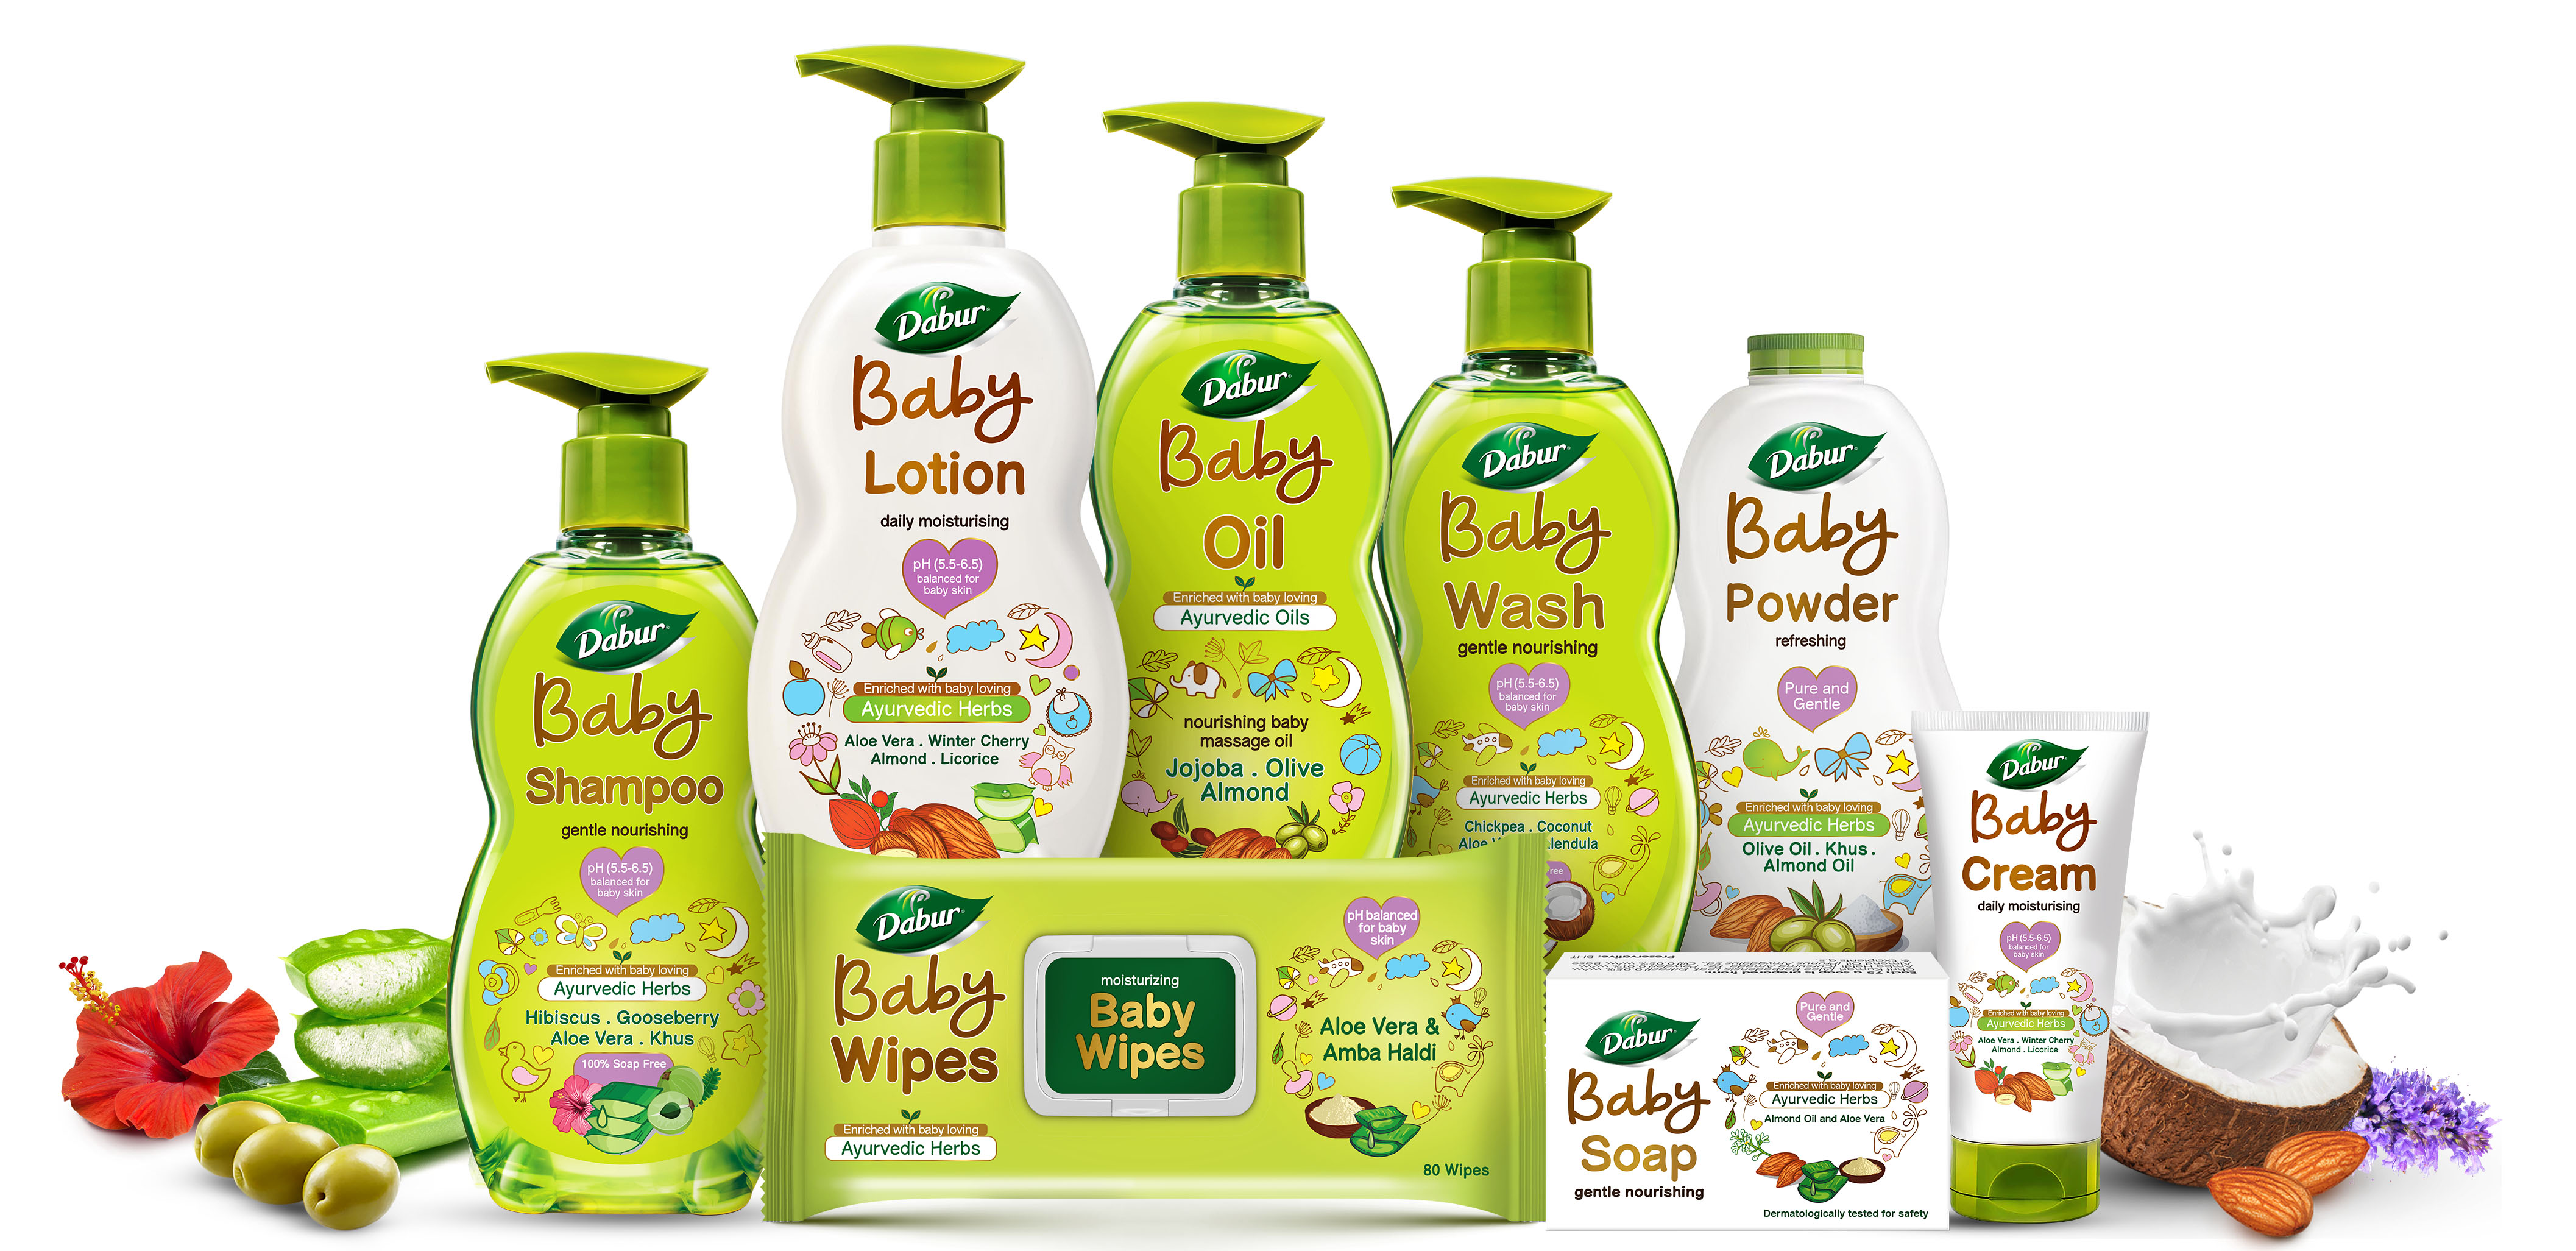 Dabur
Baby
Shampoo
gentle nourishing
pH (5.5-6.5)
balanced for
baby skin
Enriched with baby loving
Ayurvedic Herbs
Hibiscus . Gooseberry
Aloe Vera . Khus
100% Soap Free
Dabur
Baby
Lotion
daily moisturising
pH (5.5-6.5)
balanced for
baby skin
Enriched with baby loving
Ayurvedic Herbs
Aloe Vera . Winter Cherry
Almond . Licorice
Dabur
Baby
Oil
Enriched with baby loving
Ayurvedic Oils
nourishing baby
massage oil
Jojoba . Olive
Almond
Dabur
Baby
Wash
gentle nourishing
pH (5.5-6.5)
balanced for
baby skin
Enriched with baby loving
Ayurvedic Herbs
Chickpea . Coconut
Dabur
Baby
Powder
refreshing
Pure and
Gentle
Enriched with baby loving
Ayurvedic Herbs
Olive Oil . Khus .
Almond Oil
Dabur
Baby
Wipes
Enriched with baby loving
Ayurvedic Herbs
moisturizing
Baby
Wipes
pH balanced
for baby
skin
Aloe Vera &
Amba Haldi
80 Wipes
Dabur
Baby
Soap
gentle nourishing
Pure and
Gentle
Enriched with baby loving
Ayurvedic Herbs
Almond Oil and Aloe Vera
Dermatologically tested for safety
Dabur
Baby
Cream
daily moisturising
pH (5.5-6.5)
balanced for
baby skin
Enriched with baby loving
Ayurvedic Herbs
Aloe Vera . Winter Cherry
Almond . Licorice